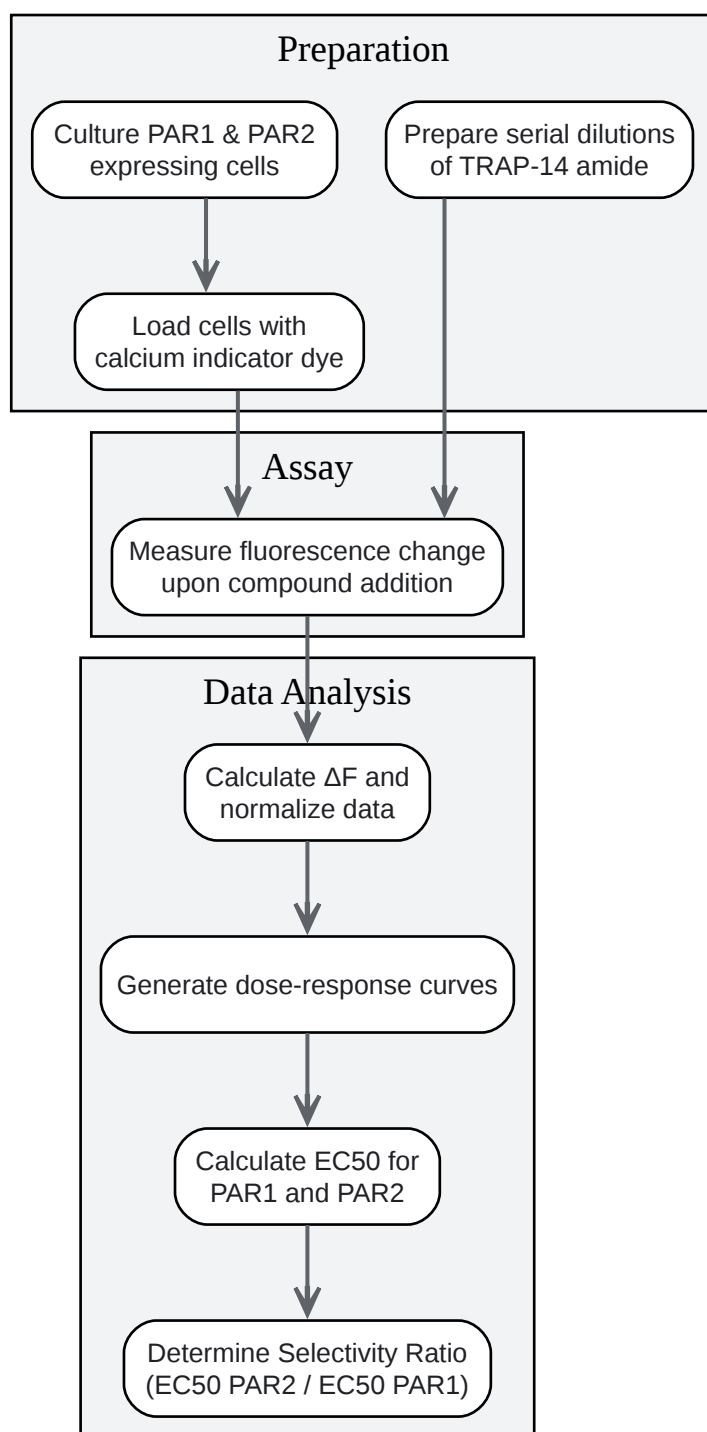 Preparation
Culture PAR1 & PAR2
expressing cells
Prepare serial dilutions
of TRAP-14 amide
Load cells with
calcium indicator dye
Assay
Measure fluorescence change
upon compound addition
Data Analysis
Calculate ΔF and
normalize data
Generate dose-response curves
Calculate EC50 for
PAR1 and PAR2
Determine Selectivity Ratio
(EC50 PAR2 / EC50 PAR1)